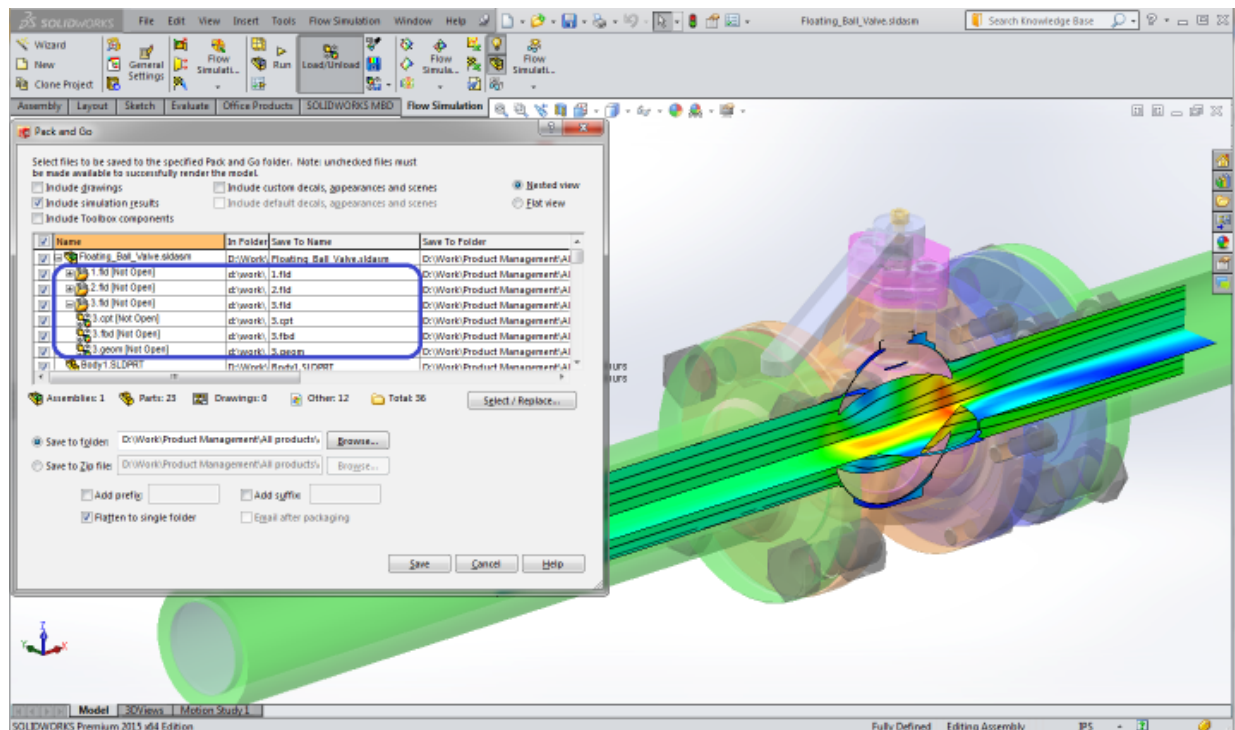 SOLIDWORKS File Edit View Insert Tools Flow Simulation Window Help Floating_Ball_Valve.sldasm Search Knowledge Base
Wizard
New
Clone Project
General Settings
Flow Simulati...
Run
Load/Unload
Flow Simula...
Flow Simulati...
Assembly Layout Sketch Evaluate Office Products SOLIDWORKS MBD Flow Simulation
Pack and Go
Select files to be saved to the specified Pack and Go folder. Note: unchecked files must
be made available to successfully render the model.
Include drawings Include custom decals, appearances and scenes Nested view
Include simulation results Include default decals, appearances and scenes Flat view
Include Toolbox components
Name In Folder Save To Name Save To Folder
Floating_Ball_Valve.sldasm D:\Work\ Floating_Ball_Valve.sldasm D:\Work\Product Management\Al
1.fld [Not Open] d:\work\, 1.fld D:\Work\Product Management\Al
2.fld [Not Open] d:\work\, 2.fld D:\Work\Product Management\Al
3.fld [Not Open] d:\work\, 3.fld D:\Work\Product Management\Al
3.cpt [Not Open] d:\work\, 3.cpt D:\Work\Product Management\Al
3.fbd [Not Open] d:\work\, 3.fbd D:\Work\Product Management\Al
3.geom [Not Open] d:\work\, 3.geom D:\Work\Product Management\Al
Body1.SLDPRT D:\Work\ Body1.SLDPRT D:\Work\Product Management\Al
urs
urs
Assemblies: 1 Parts: 23 Drawings: 0 Other: 12 Total: 36 Select / Replace...
Save to folder: D:\Work\Product Management\All products\ Browse...
Save to Zip file: D:\Work\Product Management\All products\ Browse...
Add prefix: Add suffix:
Flatten to single folder Email after packaging
Save Cancel Help
Z
Y X
Model 3DViews Motion Study 1
SOLIDWORKS Premium 2015 x64 Edition Fully Defined Editing Assembly IPS